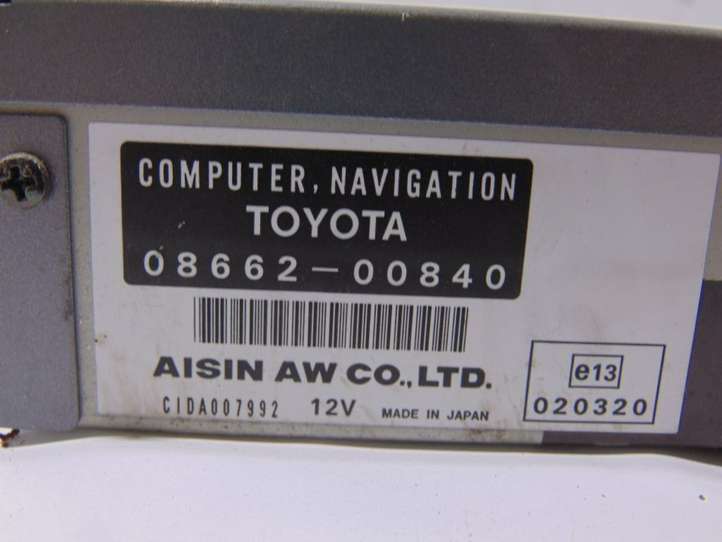 COMPUTER, NAVIGATION
TOYOTA
08662-00840
AISIN AW CO., LTD.
CIDA007992 12V MADE IN JAPAN
e13
020320